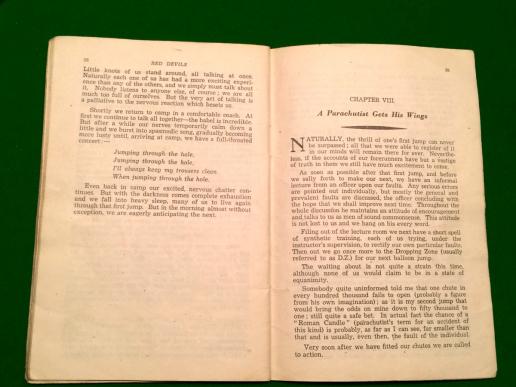 RED DEVILS
Little knots of us stand around, all talking at once.
Naturally each one of us has had a more exciting experi-
ence than any of the others, and we simply must talk about
it. Nobody listens to anyone else, of course; we are all
much too full of ourselves. But the very act of talking is
a palliative to the nervous reaction which besets us.
Shortly we return to camp in a comfortable coach. At
first we continue to talk all together—the babel is incredible.
But after a while our nerves temporarily calm down a
little and we burst into spasmodic song, gradually becoming
more lusty until, arriving at camp, we have a full-throated
concert:—
Jumping through the hole,
Jumping through the hole,
I'll always keep my trousers clean
When jumping through the hole.
Even back in camp our excited, nervous chatter con-
tinues. But with the darkness comes complete exhaustion
and we fall into heavy sleep, many of us to live again
through that first jump. But in the morning almost without
exception, we are eagerly anticipating the next.
CHAPTER VIII.
A Parachutist Gets His Wings
NATURALLY, the thrill of one's first jump can never
be surpassed; all that we were able to register of it
in our minds will remain there for ever. Neverthe-
less, if the accounts of our forerunners have but a vestige
of truth in them we still have much excitement to come.
As soon as possible after that first jump, and before
we sally forth to make our next, we have an informal
lecture from an officer upon our faults. Any serious errors
are pointed out individually, but mostly the general and
prevalent faults are discussed, the officer concluding with
the hope that we shall improve next time. Throughout the
whole discussion he maintains an attitude of encouragement
and talks to us as men of sound commonsense. This attitude
is not lost to us and we hang on his every word.
Filing out of the lecture room we next have a short spell
of synthetic training, each of us trying, under the
instructor's supervision, to rectify our own particular faults.
Then out we go once more to the Dropping Zone (usually
referred to as D.Z.) for our next balloon jump.
The waiting about is not quite a strain this time,
although none of us would claim to be in a state of
equanimity.
Somebody quite uninformed told me that one chute in
every hundred thousand fails to open (probably a figure
from his own imagination); as it is my second jump that
would bring the odds on mine down to fifty thousand to
one; still quite a safe bet. In actual fact the chance of a
"Roman Candle" (parachutist's term for an accident of
this kind) is probably, as far as I can see, far smaller than
that and is usually, even then, the fault of the individual.
Very soon after we have fitted our chutes we are called
to action.